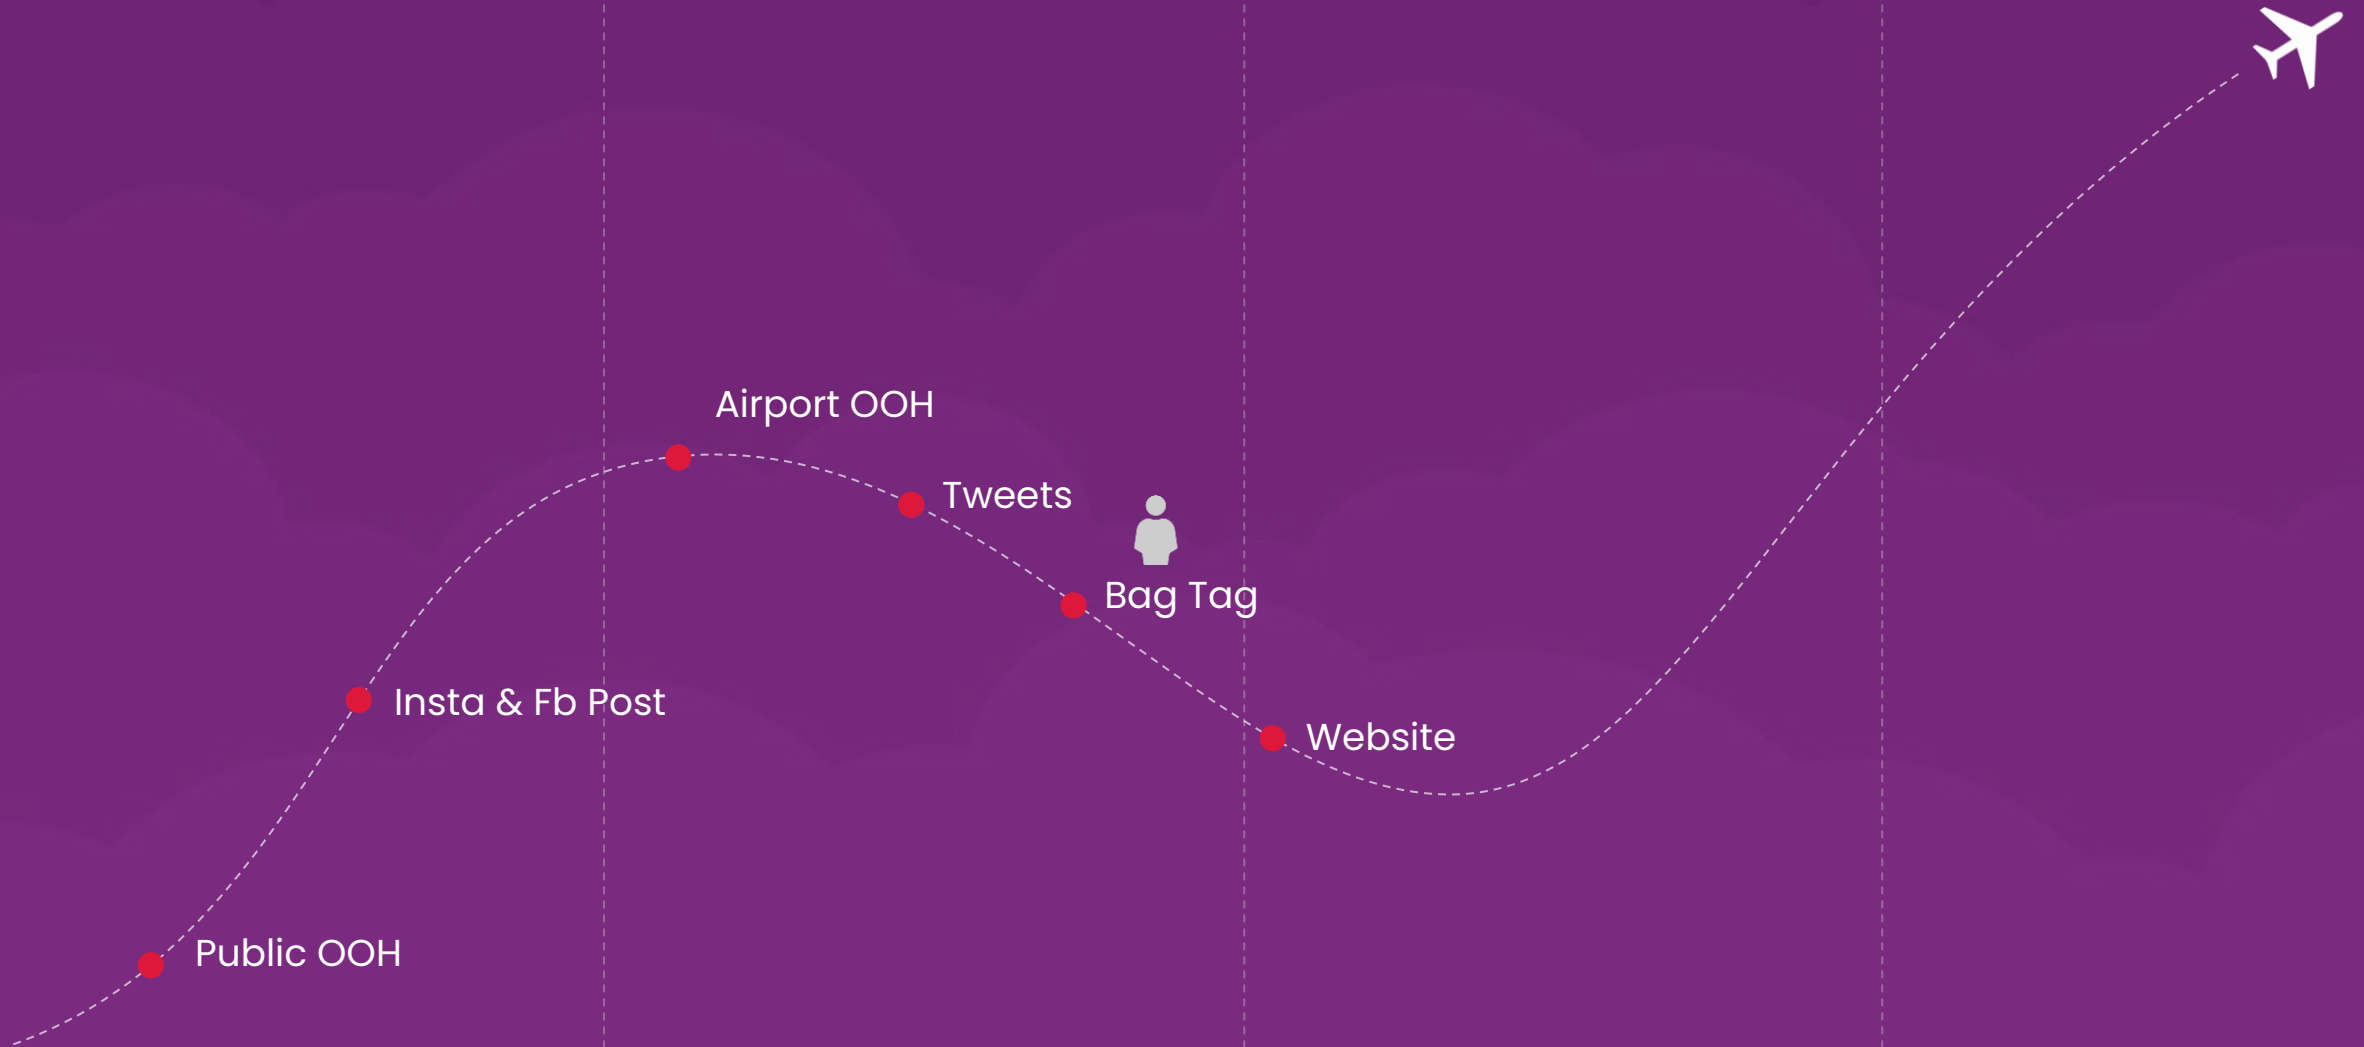 Airport OOH
Tweets
Bag Tag
Insta & Fb Post
Website
Public OOH